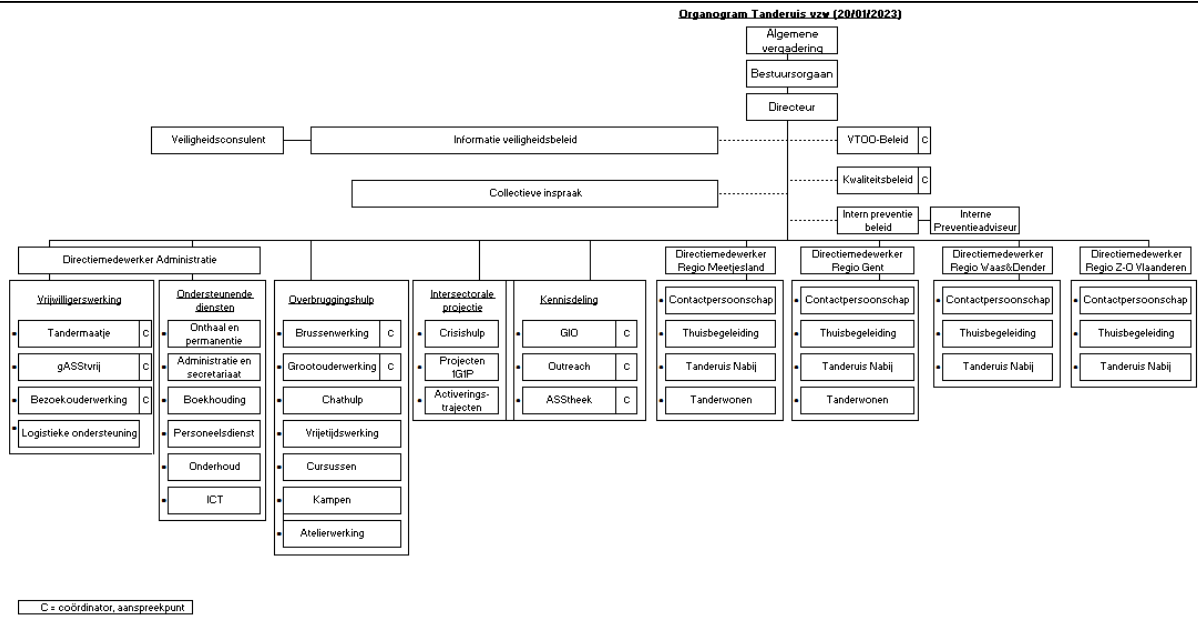 Organogram Tanderuis vzw (20/01/2023)
Algemene
vergadering
Bestuursorgaan
Directeur
Veiligheidsconsulent
Informatie veiligheidsbeleid
VTOO-Beleid
C
Collectieve inspraak
Kwaliteitsbeleid
C
Intern preventie
beleid
Interne
Preventieadviseur
Directiemedewerker Administratie
Directiemedewerker
Regio Meetjesland
Directiemedewerker
Regio Gent
Directiemedewerker
Regio Waas&Dender
Directiemedewerker
Regio Z-O Vlaanderen
Vrijwilligerswerking
Tandermaatje
C
gASStvrij
C
Bezoekouderwerking
C
Logistieke ondersteuning
Ondersteunende
diensten
Onthaal en
permanentie
Administratie en
secretariaat
Boekhouding
Personeelsdienst
Onderhoud
ICT
Overbruggingshulp
Brussenwerking
C
Grootouderwerking
C
Chathulp
Vrijetijdswerking
Cursussen
Kampen
Atelierwerking
Intersectorale
projectie
Crisishulp
Projecten
1G1P
Activerings-
trajecten
Kennisdeling
GIO
C
Outreach
C
ASStheek
C
Contactpersoonschap
Thuisbegeleiding
Tanderuis Nabij
Tanderwonen
Contactpersoonschap
Thuisbegeleiding
Tanderuis Nabij
Tanderwonen
Contactpersoonschap
Thuisbegeleiding
Tanderuis Nabij
Contactpersoonschap
Thuisbegeleiding
Tanderuis Nabij
C = coördinator, aanspreekpunt